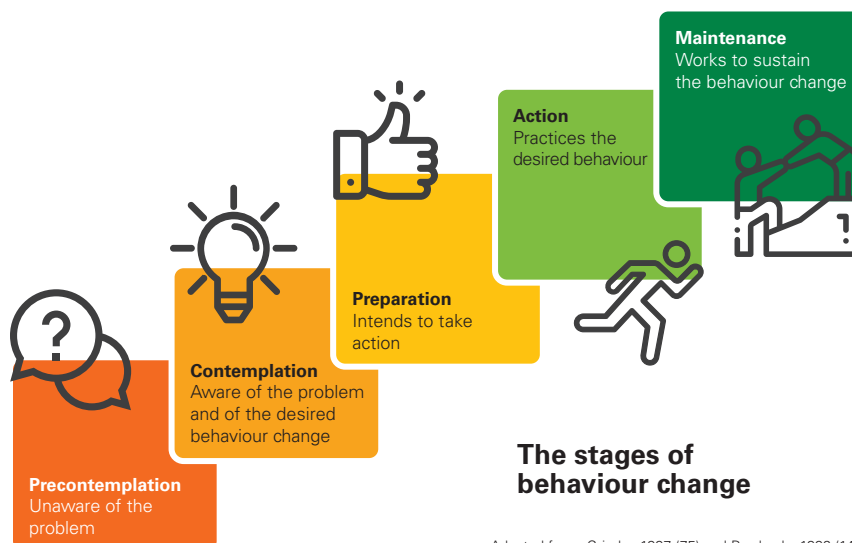 Maintenance
Works to sustain
the behaviour change
Action
Practices the
desired behaviour
Preparation
Intends to take
action
Contemplation
Aware of the problem
and of the desired
behaviour change
Precontemplation
Unaware of the
problem
?
The stages of
behaviour change